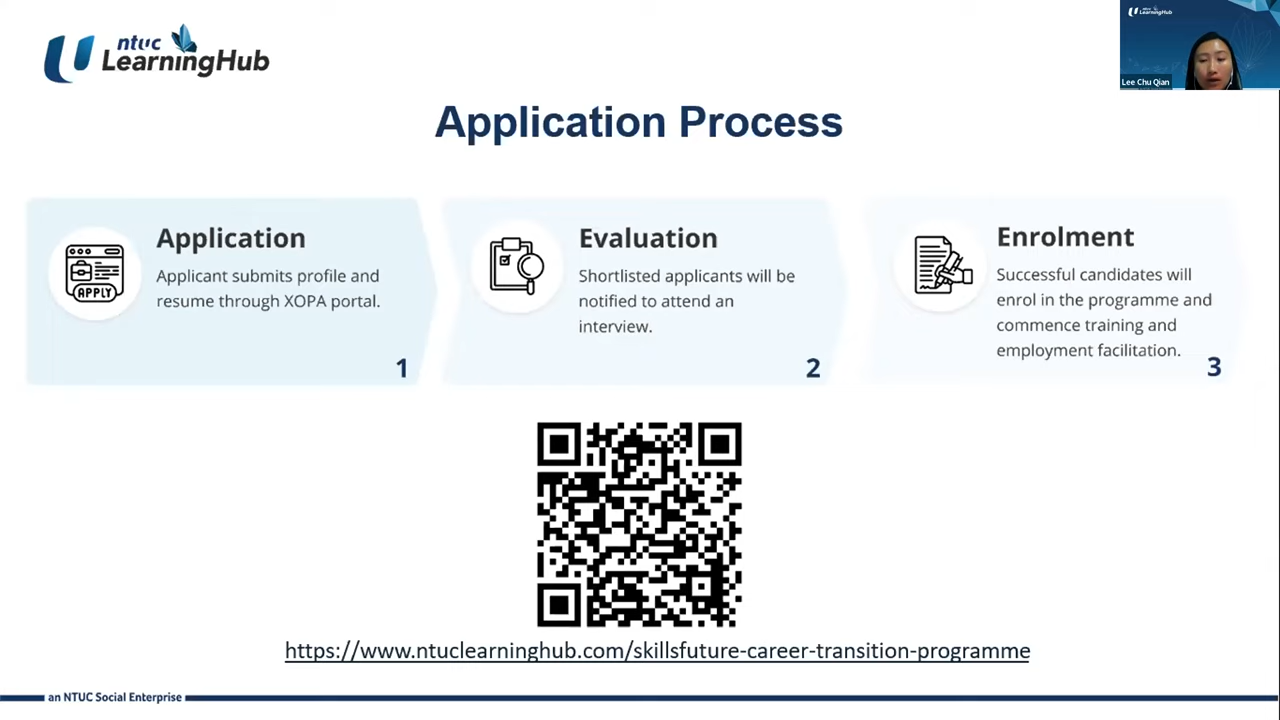 ntuc
LearningHub
ntuc
LearningHub
Lee Chu Qian
Application Process
Application
Applicant submits profile and
resume through XOPA portal.
APPLY
1
Evaluation
Shortlisted applicants will be
notified to attend an
interview.
2
Enrolment
Successful candidates will
enrol in the programme and
commence training and
employment facilitation.
3
https://www.ntuclearninghub.com/skillsfuture-career-transition-programme
an NTUC Social Enterprise